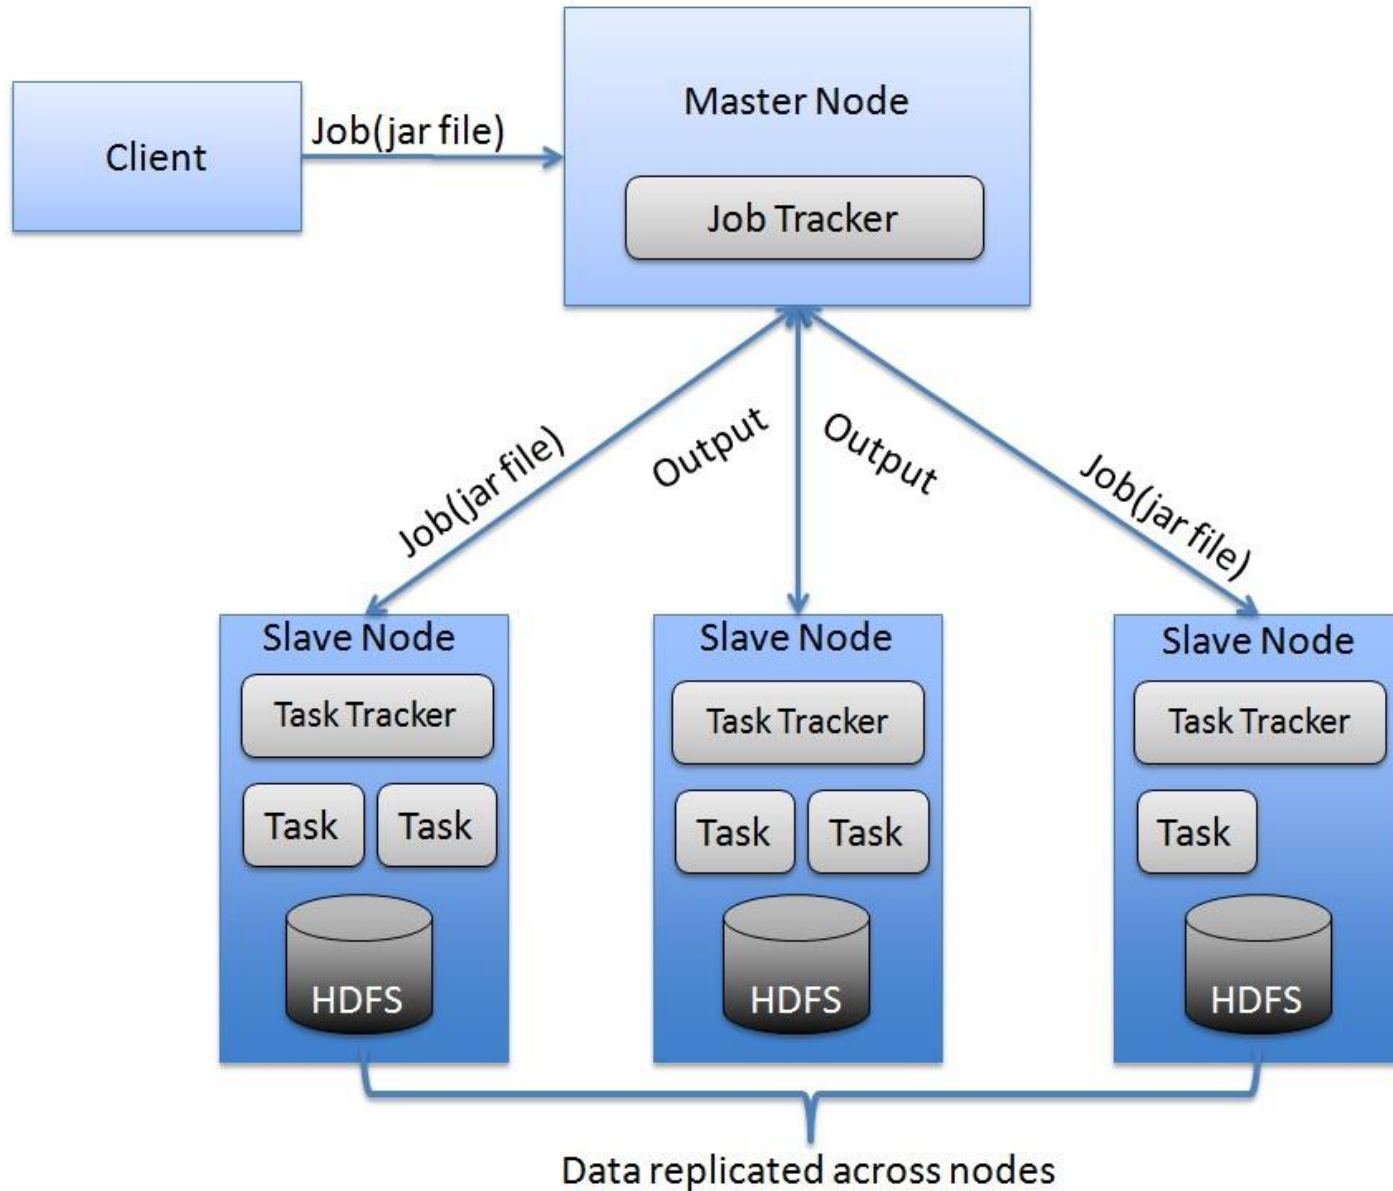 Master Node
Client
Job(jar file)
Job Tracker
Job(jar file)
Output
Output
Job(jar file)
Slave Node
Slave Node
Slave Node
Task Tracker
Task Tracker
Task Tracker
Task
Task
Task
Task
Task
HDFS
HDFS
HDFS
Data replicated across nodes